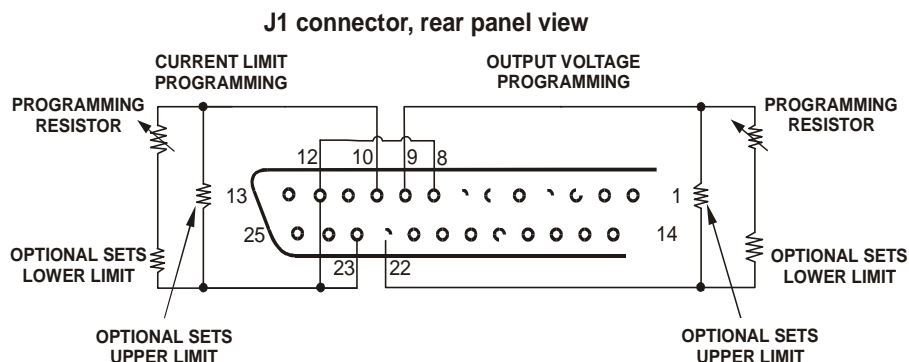 J1 connector, rear panel view
CURRENT LIMIT
PROGRAMMING
OUTPUT VOLTAGE
PROGRAMMING
PROGRAMMING
RESISTOR
PROGRAMMING
RESISTOR
12 10 9 8
13
1
25
14
23
22
OPTIONAL SETS
LOWER LIMIT
OPTIONAL SETS
LOWER LIMIT
OPTIONAL SETS
UPPER LIMIT
OPTIONAL SETS
UPPER LIMIT